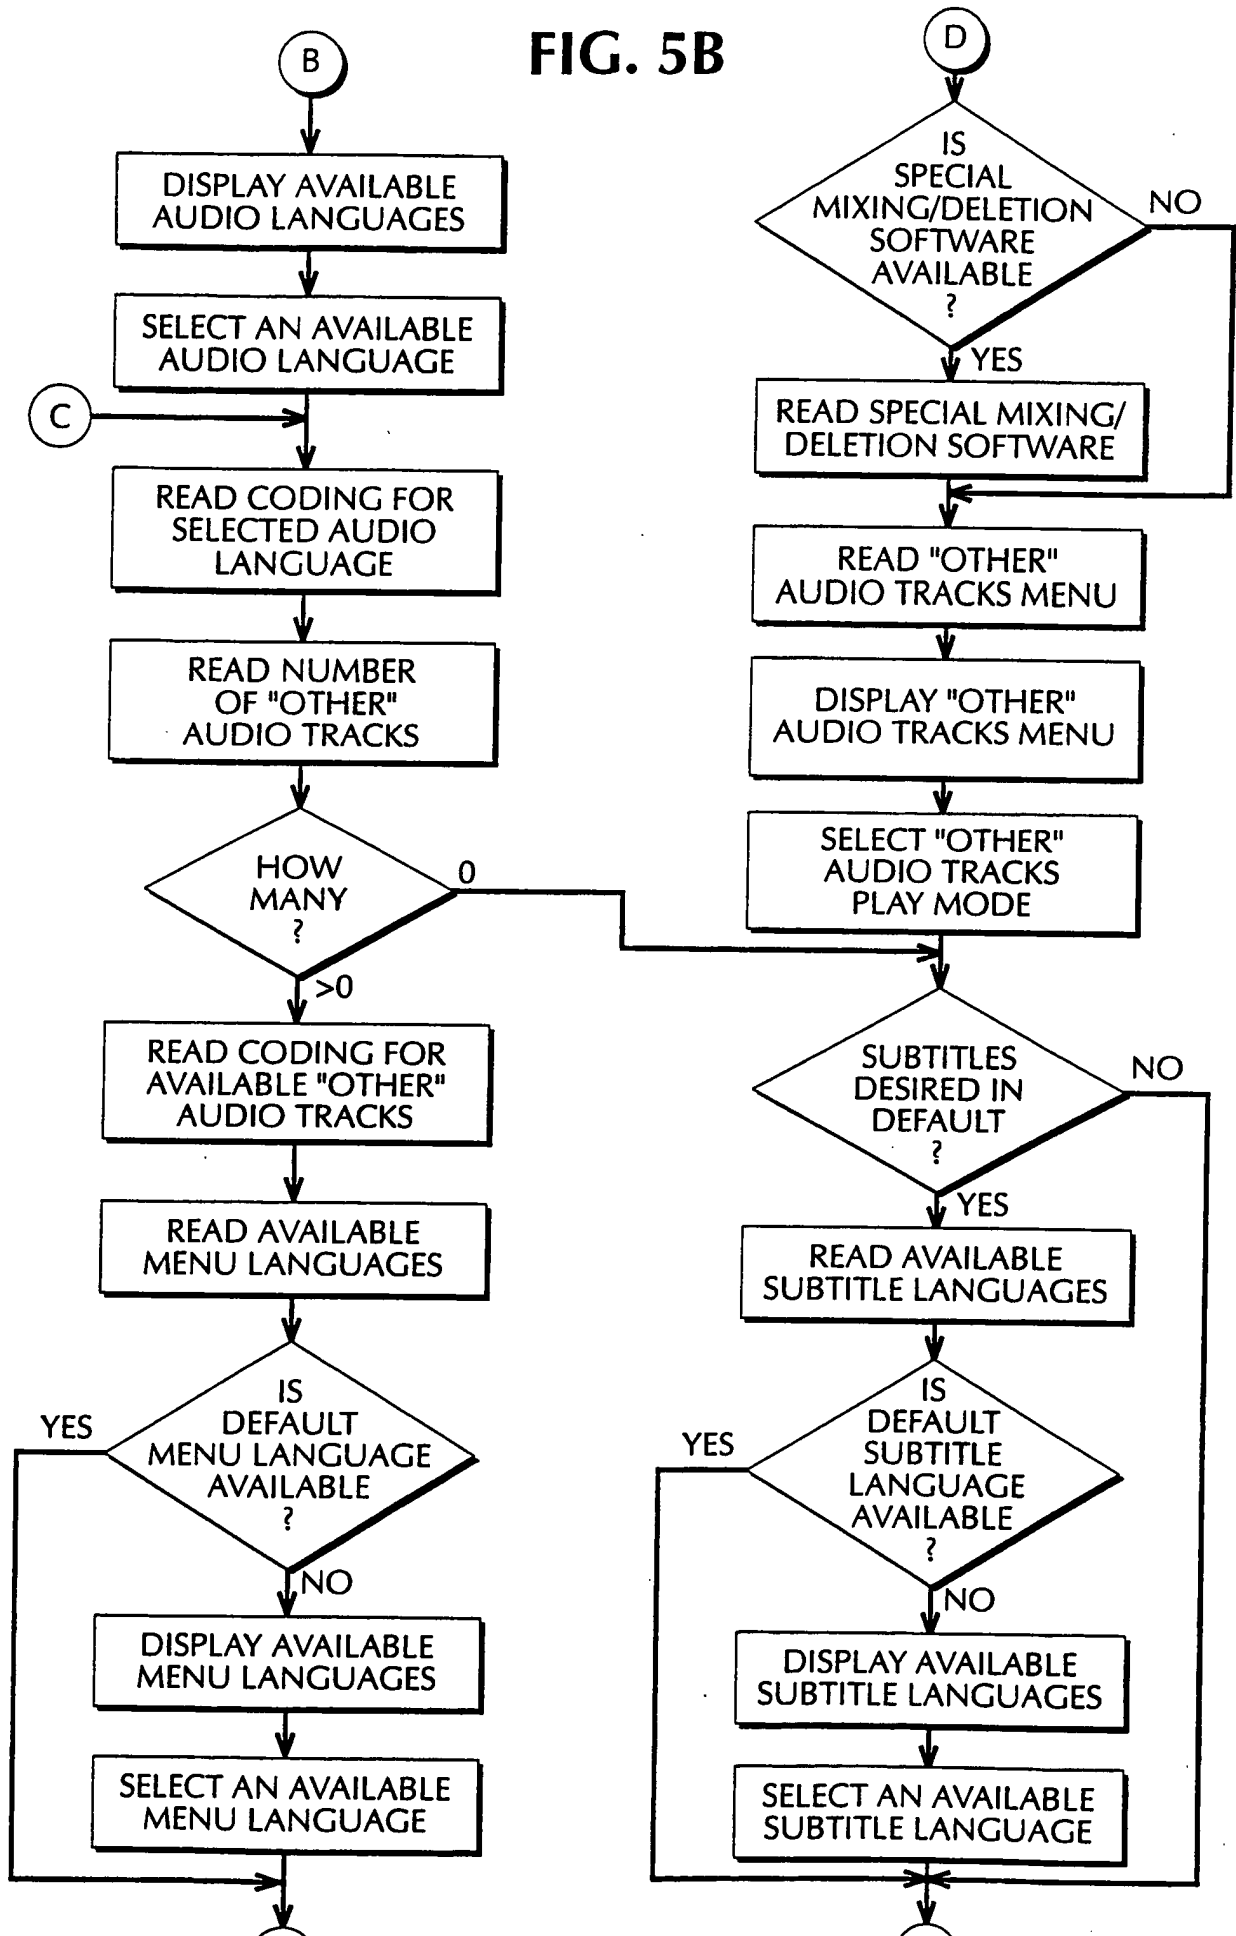 FIG. 5B
B
DISPLAY AVAILABLE
AUDIO LANGUAGES
SELECT AN AVAILABLE
AUDIO LANGUAGE
C
READ CODING FOR
SELECTED AUDIO
LANGUAGE
READ NUMBER
OF "OTHER"
AUDIO TRACKS
HOW
MANY
?
0
>0
READ CODING FOR
AVAILABLE "OTHER"
AUDIO TRACKS
READ AVAILABLE
MENU LANGUAGES
IS
DEFAULT
MENU LANGUAGE
AVAILABLE
?
YES
NO
DISPLAY AVAILABLE
MENU LANGUAGES
SELECT AN AVAILABLE
MENU LANGUAGE
D
IS
SPECIAL
MIXING/DELETION
SOFTWARE
AVAILABLE
?
NO
YES
READ SPECIAL MIXING/
DELETION SOFTWARE
READ "OTHER"
AUDIO TRACKS MENU
DISPLAY "OTHER"
AUDIO TRACKS MENU
SELECT "OTHER"
AUDIO TRACKS
PLAY MODE
SUBTITLES
DESIRED IN
DEFAULT
?
NO
YES
READ AVAILABLE
SUBTITLE LANGUAGES
IS
DEFAULT
SUBTITLE
LANGUAGE
AVAILABLE
?
YES
NO
DISPLAY AVAILABLE
SUBTITLE LANGUAGES
SELECT AN AVAILABLE
SUBTITLE LANGUAGE